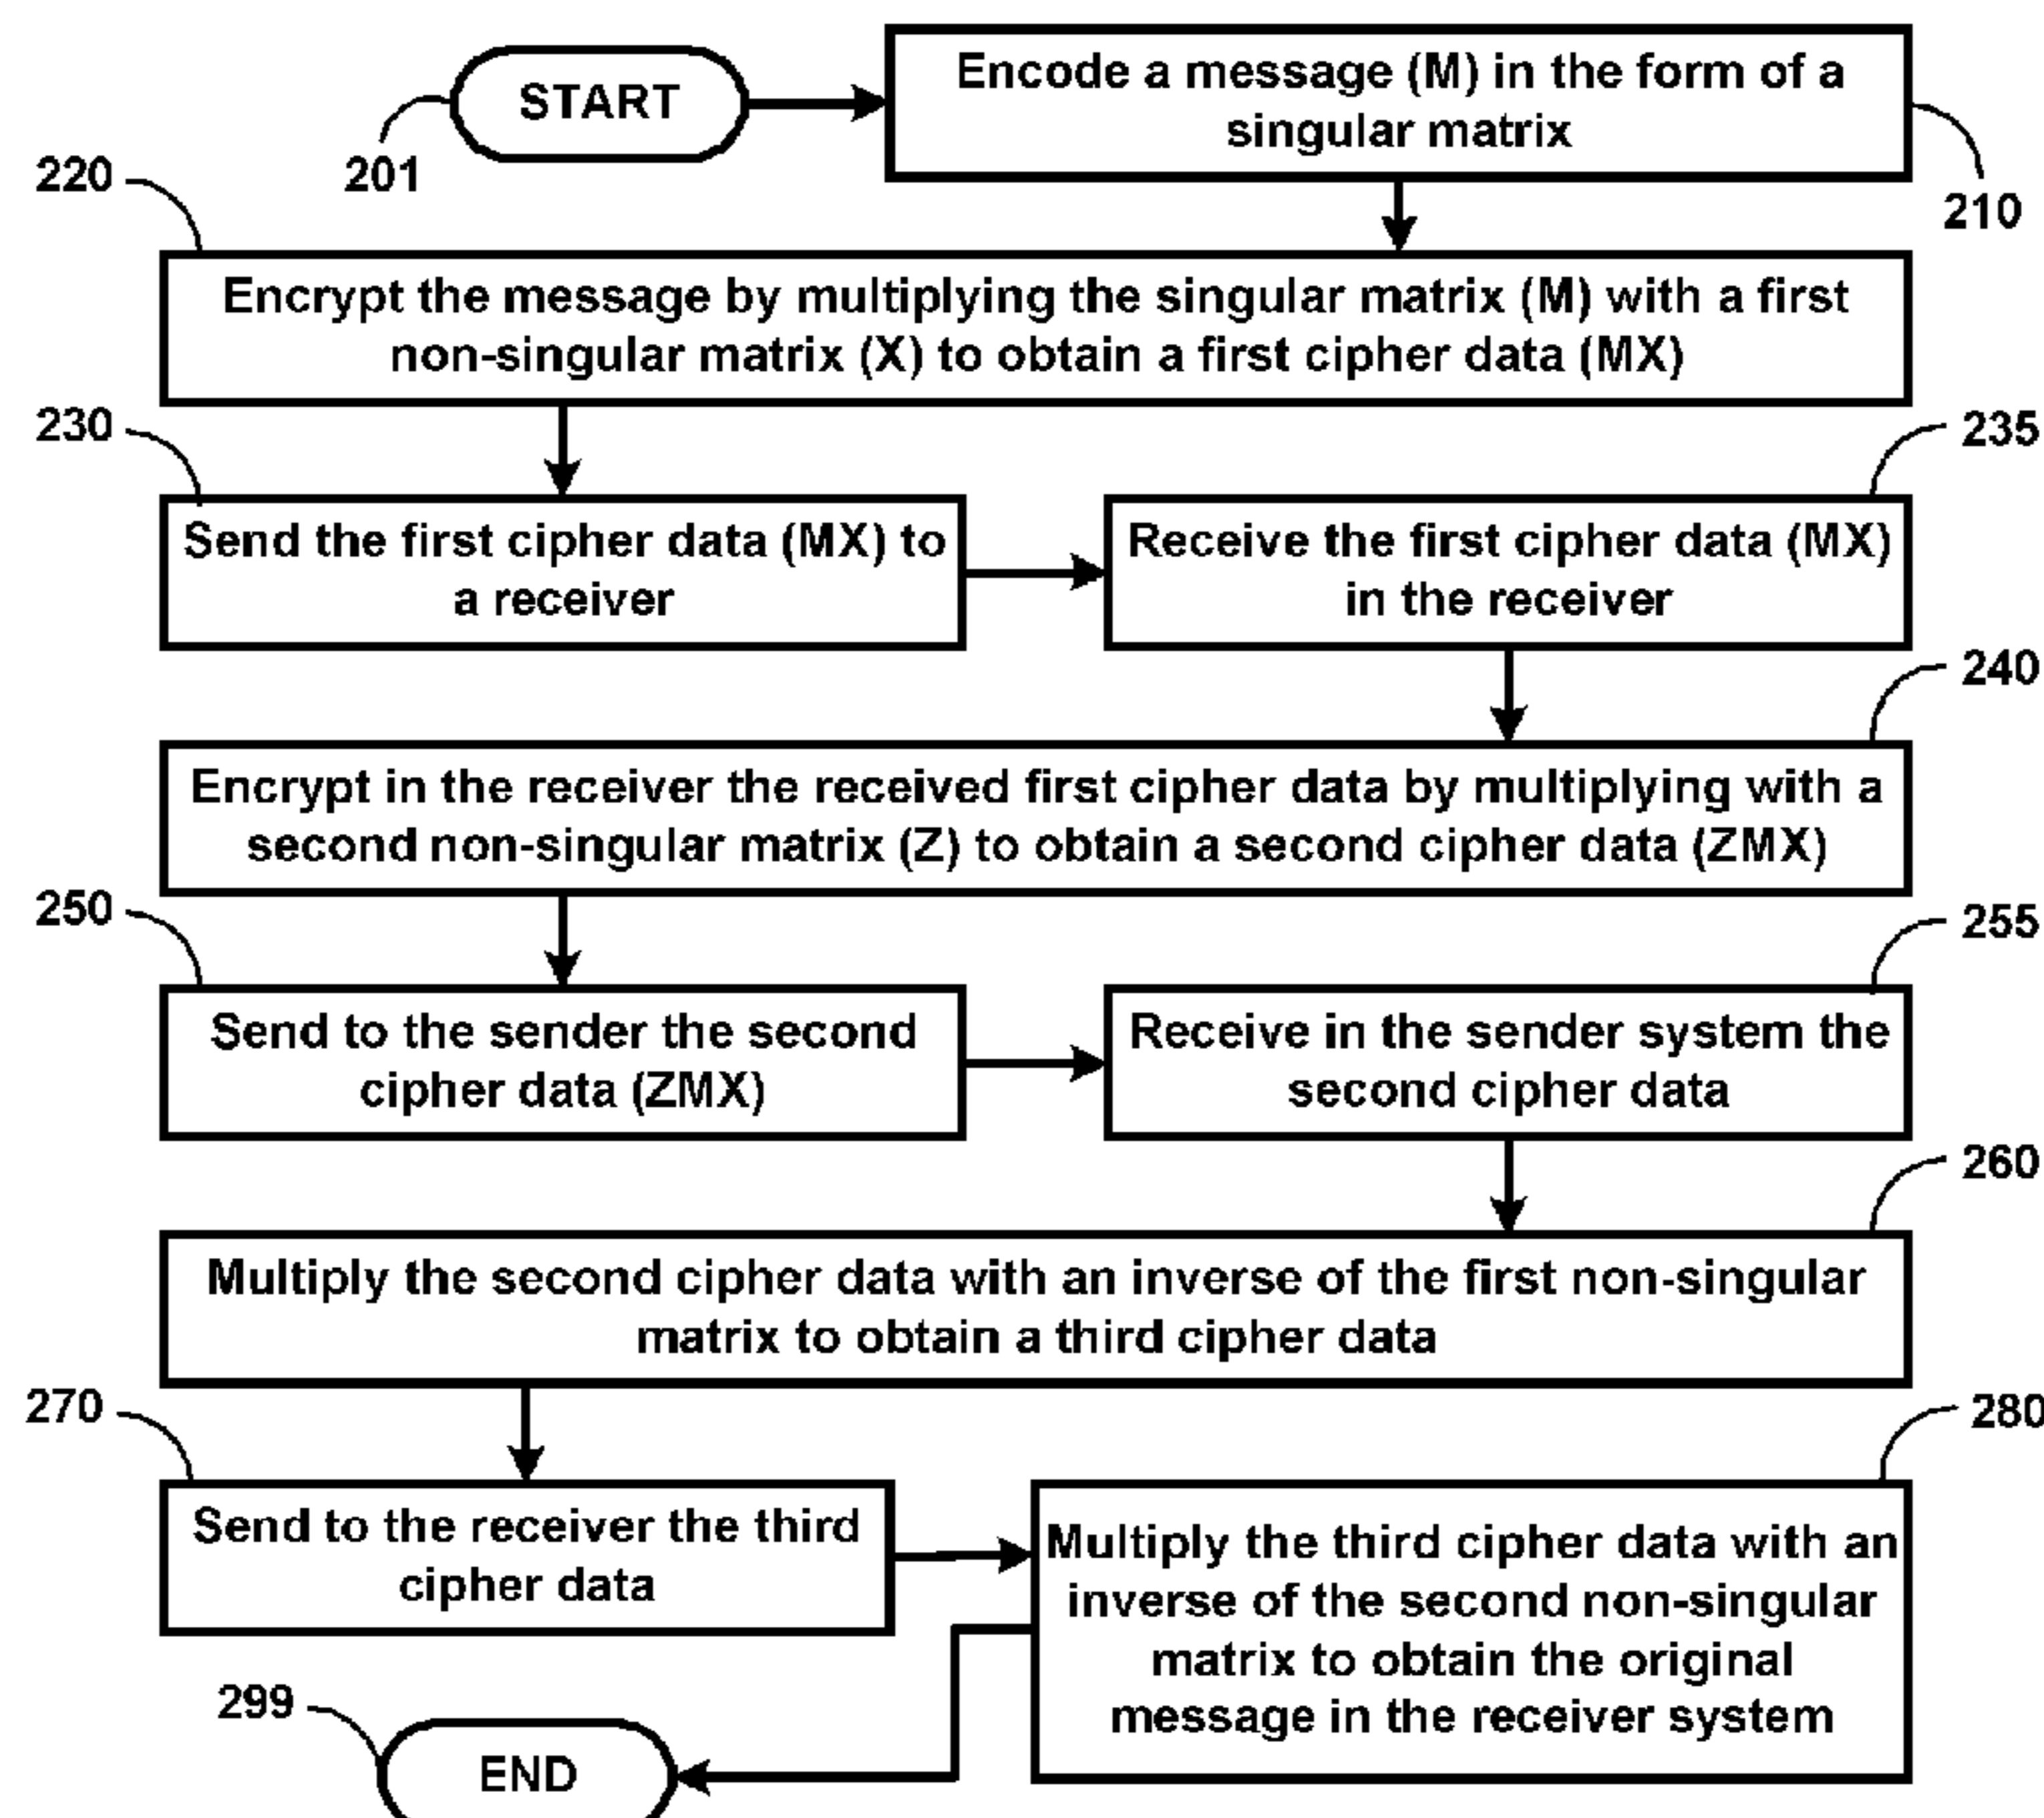 START
201
Encode a message (M) in the form of a
singular matrix
210
220
Encrypt the message by multiplying the singular matrix (M) with a first
non-singular matrix (X) to obtain a first cipher data (MX)
230
Send the first cipher data (MX) to
a receiver
235
Receive the first cipher data (MX)
in the receiver
240
Encrypt in the receiver the received first cipher data by multiplying with a
second non-singular matrix (Z) to obtain a second cipher data (ZMX)
250
Send to the sender the second
cipher data (ZMX)
255
Receive in the sender system the
second cipher data
260
Multiply the second cipher data with an inverse of the first non-singular
matrix to obtain a third cipher data
270
Send to the receiver the third
cipher data
280
Multiply the third cipher data with an
inverse of the second non-singular
matrix to obtain the original
message in the receiver system
299
END